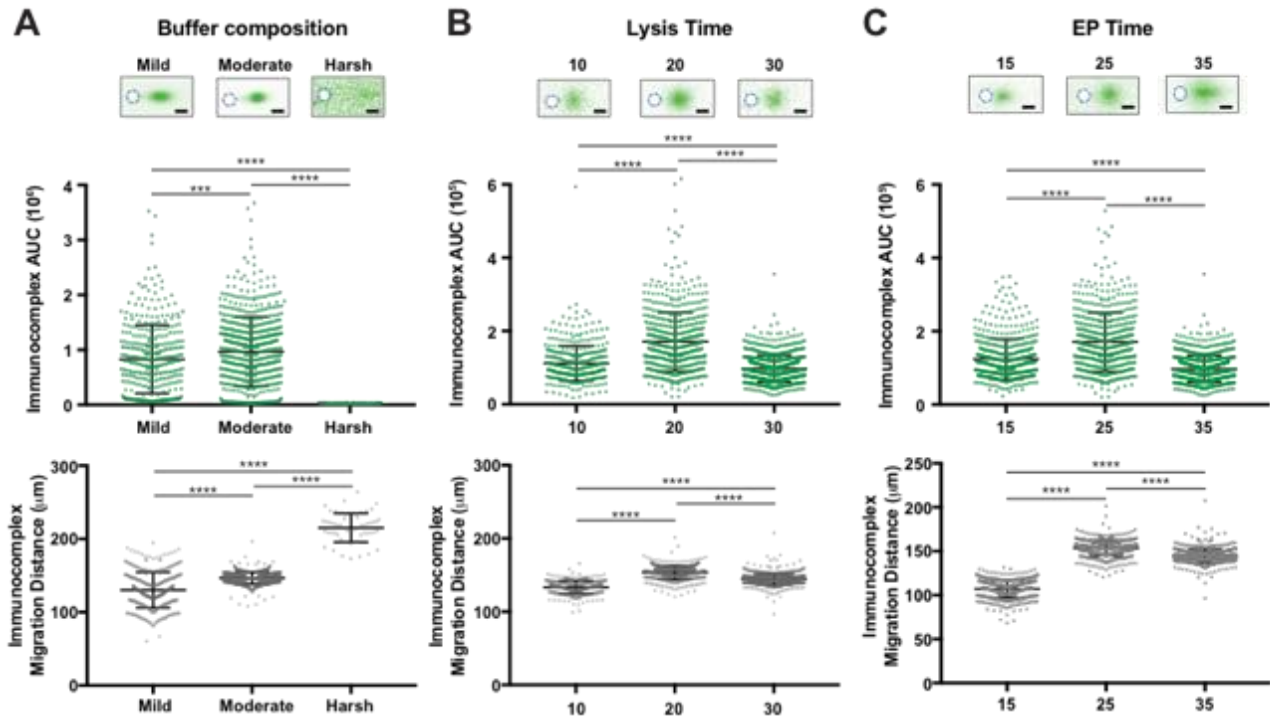 A Buffer composition
Mild Moderate Harsh
**** 
*** ****
Immunocomplex AUC (10⁶)
4
3
2
1
0
Mild Moderate Harsh
Immunocomplex
Migration Distance (μm)
300
200
100
0
****
**** ****
Mild Moderate Harsh
B Lysis Time
10 20 30
****
**** ****
Immunocomplex AUC (10⁵)
6
4
2
0
10 20 30
Immunocomplex
Migration Distance (μm)
300
200
100
0
****
**** ****
10 20 30
C EP Time
15 25 35
****
**** ****
Immunocomplex AUC (10⁵)
6
4
2
0
15 25 35
Immunocomplex
Migration Distance (μm)
250
200
150
100
50
0
****
**** ****
15 25 35